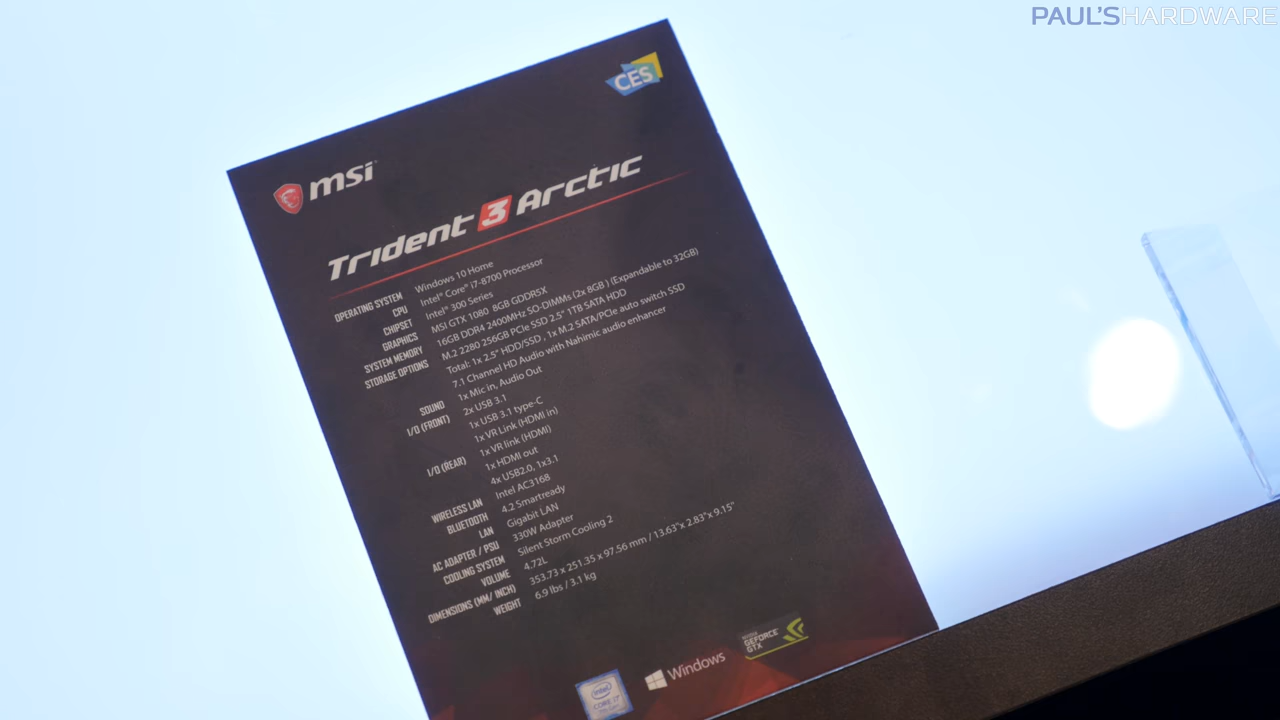 PAUL'SHARDWARE
CES
msi
Trident 3 Arctic
OPERATING SYSTEM Windows 10 Home
CPU Intel® Core™ i7-8700 Processor
CHIPSET Intel® 300 Series
GRAPHICS MSI GTX 1080 8GB GDDR5X
SYSTEM MEMORY 16GB DDR4 2400MHz SO-DIMMs (2x 8GB ) (Expandable to 32GB)
STORAGE OPTIONS M.2 2280 256GB PCIe SSD 2.5" 1TB SATA HDD
Total: 1x 2.5" HDD/SSD , 1x M.2 SATA/PCIe auto switch SSD
SOUND 7.1 Channel HD Audio with Nahimic audio enhancer
I/O (FRONT) 1x Mic in, Audio Out
2x USB 3.1
1x USB 3.1 type-C
1x VR Link (HDMI in)
I/O (REAR) 1x VR link (HDMI)
1x HDMI out
4x USB2.0, 1x3.1
WIRELESS LAN Intel AC3168
BLUETOOTH 4.2 Smartready
LAN Gigabit LAN
AC ADAPTER / PSU 330W Adapter
COOLING SYSTEM Silent Storm Cooling 2
VOLUME 4.72L
DIMENSIONS (MM/ INCH) 353.73 x 251.35 x 97.56 mm / 13.63"x 2.83"x 9.15"
WEIGHT 6.9 lbs / 3.1 kg
intel
CORE i7
Windows
NVIDIA
GEFORCE
GTX